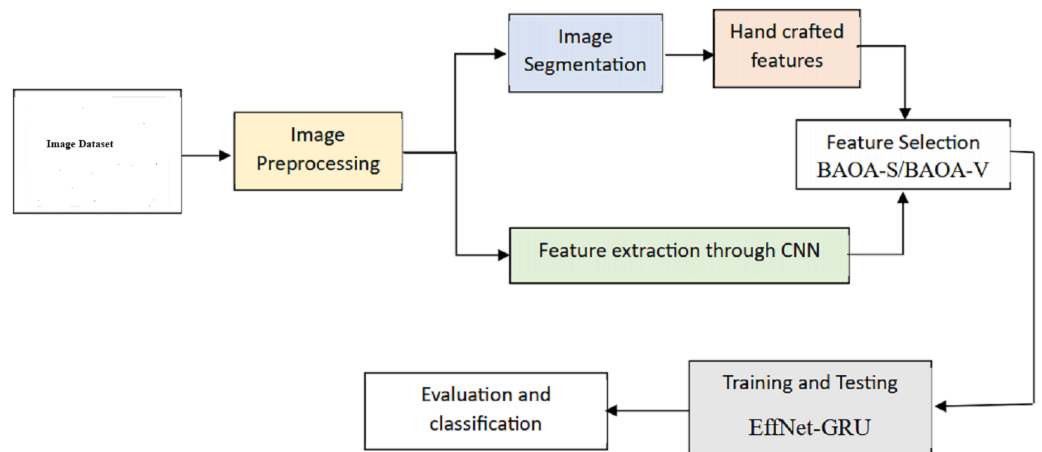 Image Dataset
Image
Preprocessing
Image
Segmentation
Hand crafted
features
Feature extraction through CNN
Feature Selection
BAOA-S/BAOA-V
Training and Testing
EffNet-GRU
Evaluation and
classification